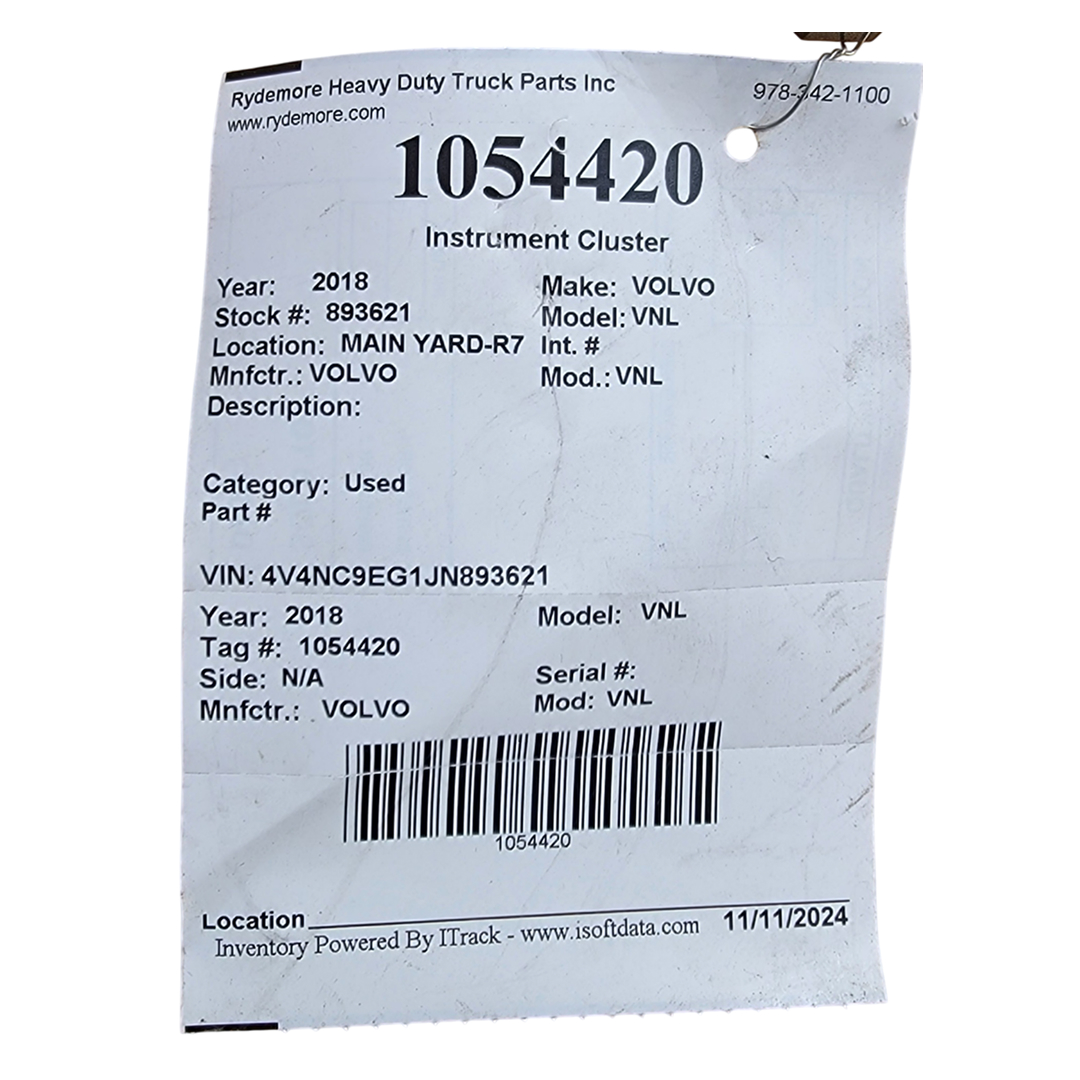 Rydemore Heavy Duty Truck Parts Inc 978-342-1100
www.rydemore.com
1054420
Instrument Cluster
Year: 2018 Make: VOLVO
Stock #: 893621 Model: VNL
Location: MAIN YARD-R7 Int. #
Mnfctr.: VOLVO Mod.: VNL
Description:
Category: Used
Part #
VIN: 4V4NC9EG1JN893621
Year: 2018 Model: VNL
Tag #: 1054420
Side: N/A Serial #:
Mnfctr.: VOLVO Mod: VNL
1054420
Location 11/11/2024
Inventory Powered By ITrack - www.isoftdata.com